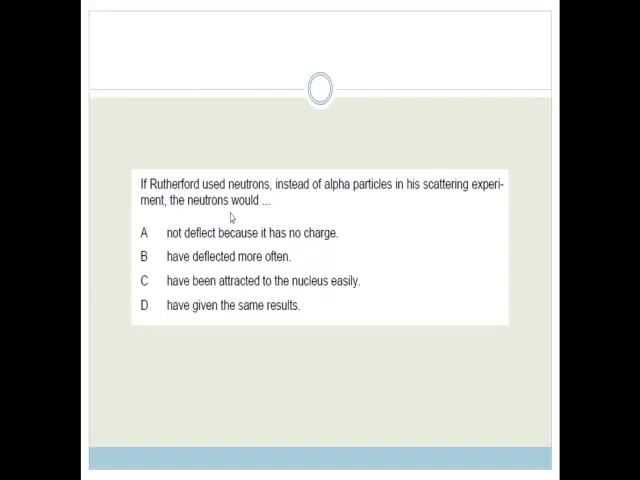 If Rutherford used neutrons, instead of alpha particles in his scattering experi-
ment, the neutrons would ...
A not deflect because it has no charge.
B have deflected more often.
C have been attracted to the nucleus easily.
D have given the same results.